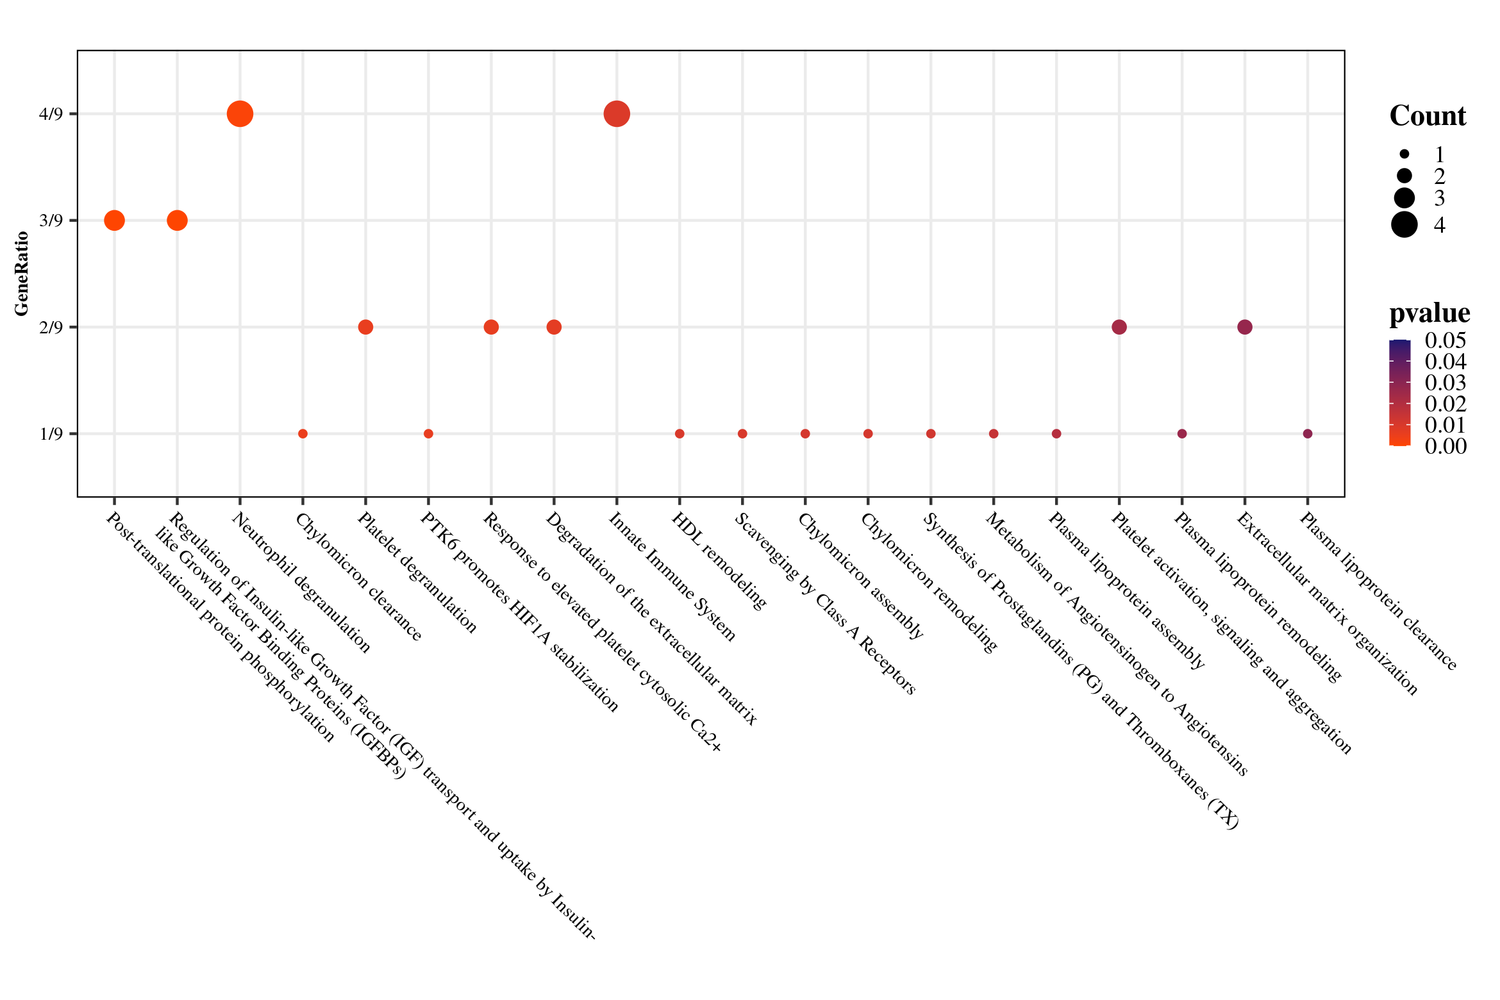 4/9
3/9
2/9
1/9
GeneRatio
Post-translational protein phosphorylation
Regulation of Insulin-like Growth Factor (IGF) transport and uptake by Insulin-
like Growth Factor Binding Proteins (IGFBPs)
Neutrophil degranulation
Chylomicron clearance
Platelet degranulation
PTK6 promotes HIF1A stabilization
Response to elevated platelet cytosolic Ca2+
Degradation of the extracellular matrix
Innate Immune System
HDL remodeling
Scavenging by Class A Receptors
Chylomicron assembly
Chylomicron remodeling
Synthesis of Prostaglandins (PG) and Thromboxanes (TX)
Metabolism of Angiotensinogen to Angiotensins
Plasma lipoprotein assembly
Platelet activation, signaling and aggregation
Plasma lipoprotein remodeling
Extracellular matrix organization
Plasma lipoprotein clearance
Count
1
2
3
4
pvalue
0.05
0.04
0.03
0.02
0.01
0.00